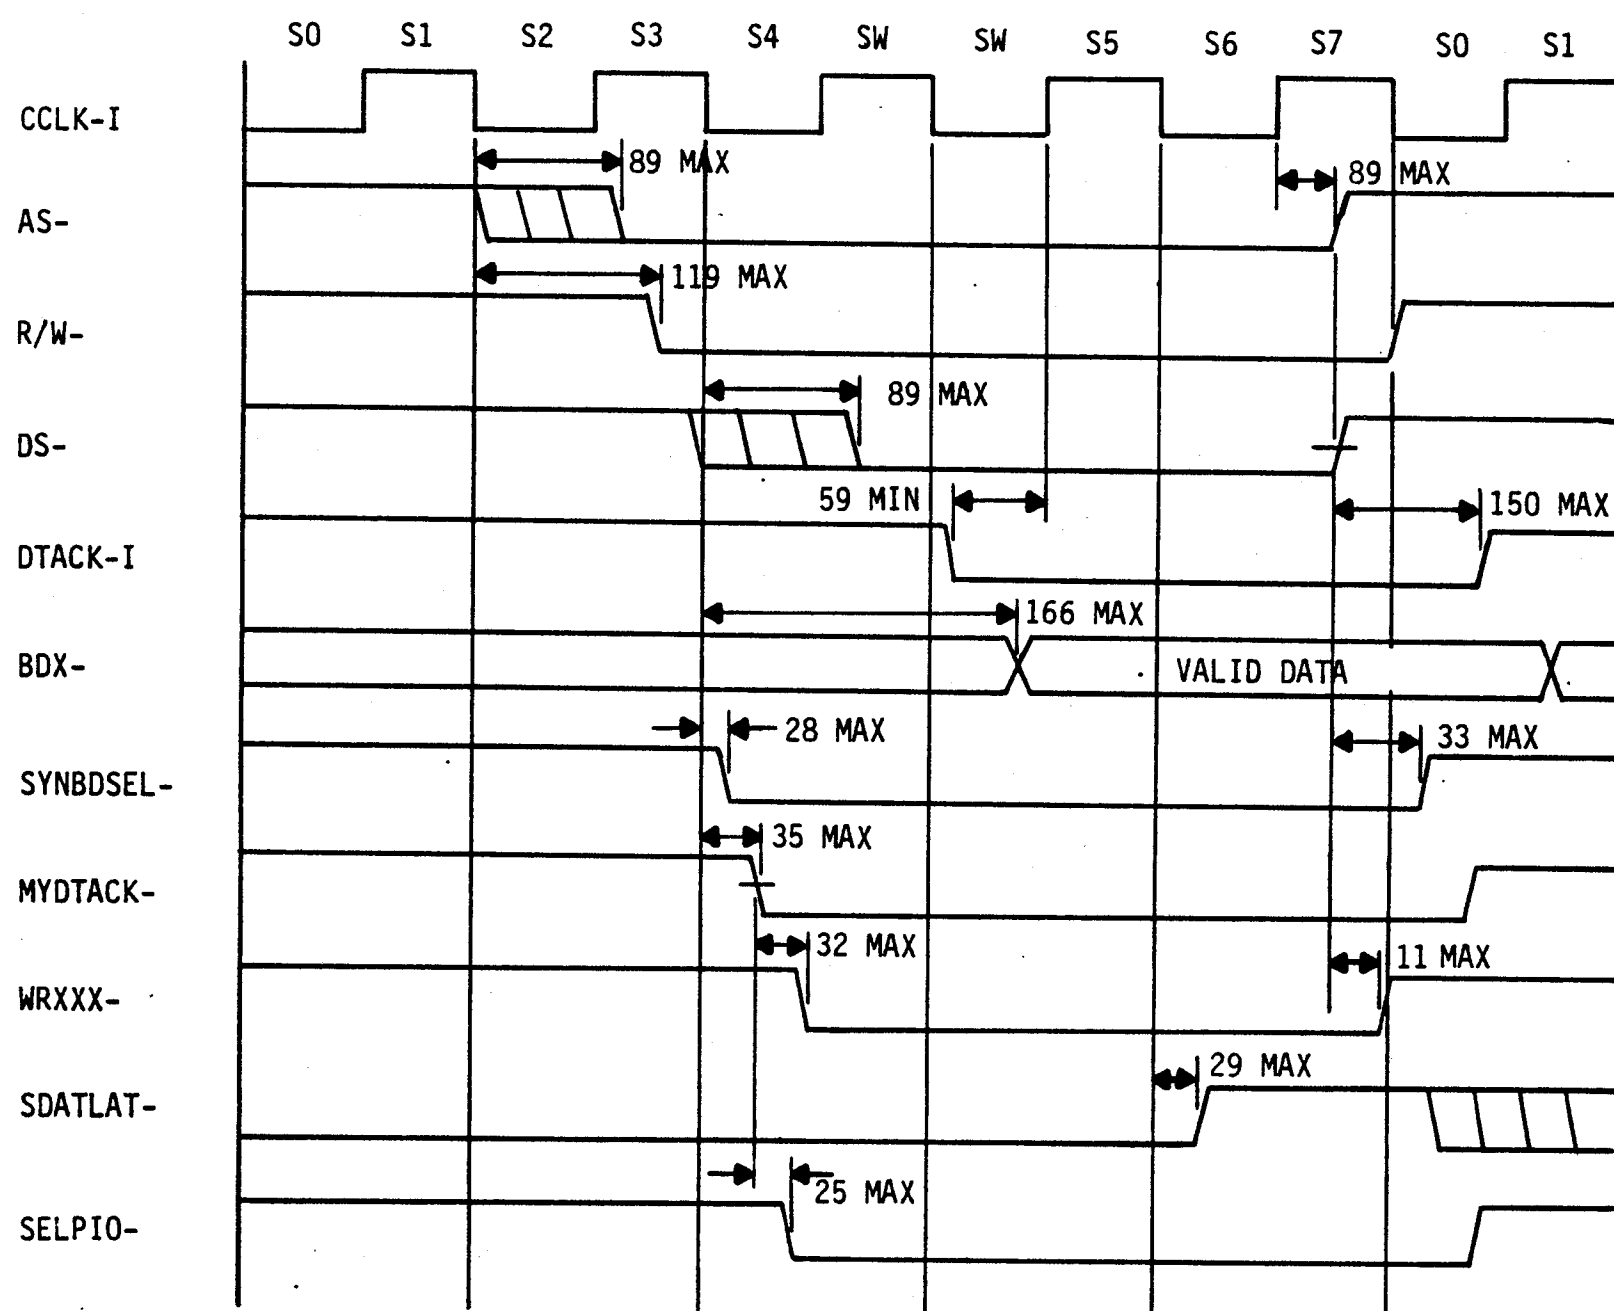 S0 S1 S2 S3 S4 SW SW S5 S6 S7 S0 S1
CCLK-I
89 MAX 89 MAX
AS-
119 MAX
R/W-
89 MAX
DS-
59 MIN 150 MAX
DTACK-I
166 MAX
BDX- VALID DATA
28 MAX 33 MAX
SYNBDSEL-
35 MAX
MYDTACK-
32 MAX 11 MAX
WRXXX-
29 MAX
SDATLAT-
25 MAX
SELPIO-